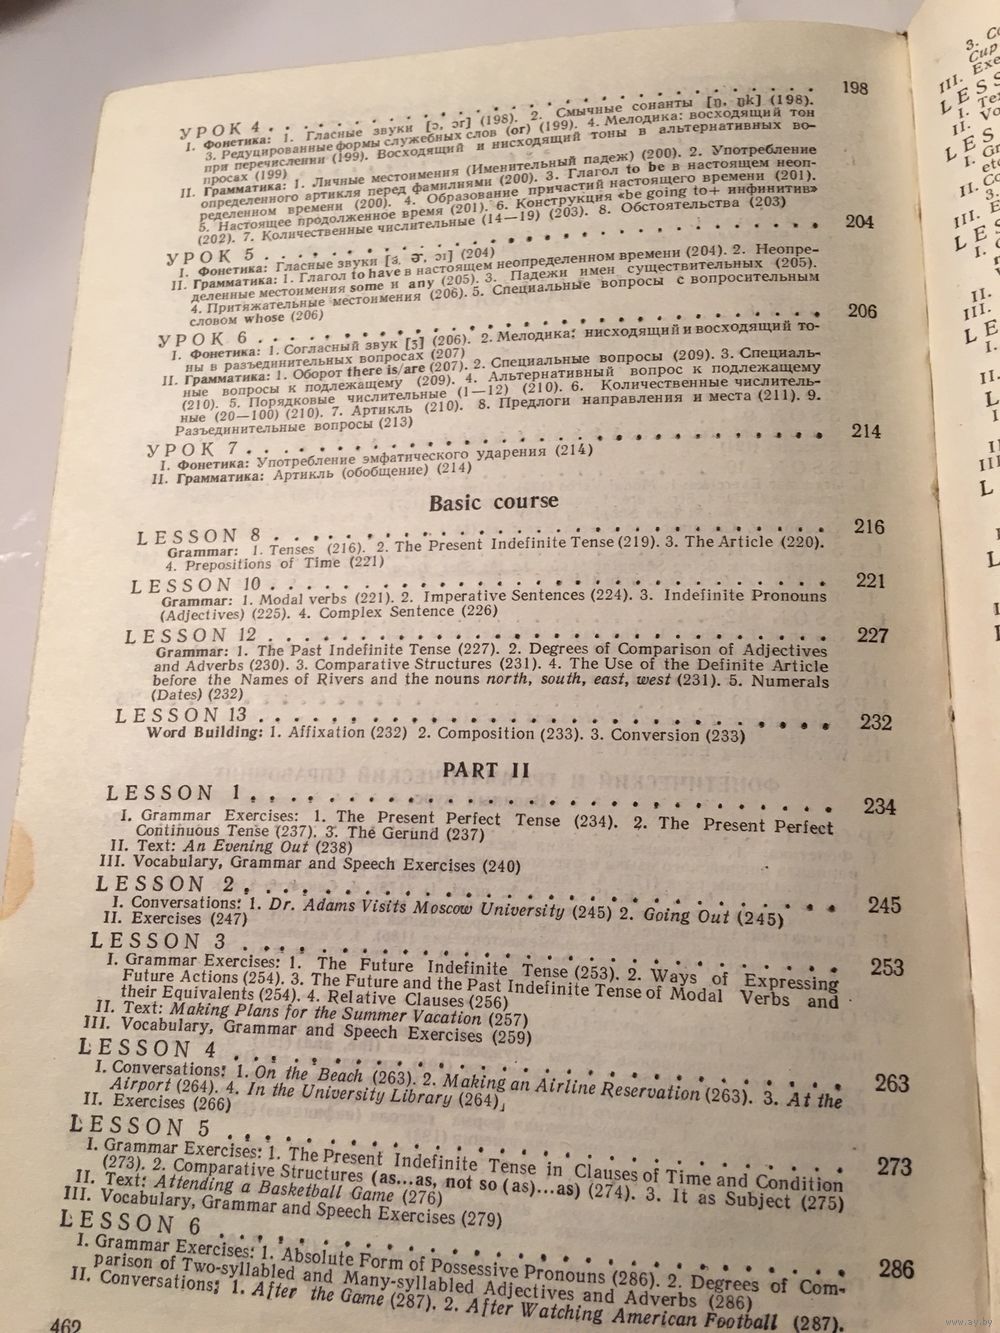 УРОК 4 . . . . . . . . . . . . . . . . . . . . 198
I. Фонетика: 1. Гласные звуки [ɔ, ɔr] (198). 2. Смычные сонанты [ŋ, ŋk] (198).
3. Редуцированные формы служебных слов (or) (199). 4. Мелодика: восходящий тон
при перечислении (199). Восходящий и нисходящий тоны в альтернативных во-
просах (199)
II. Грамматика: 1. Личные местоимения (Именительный падеж) (200). 2. Употребление
определенного артикля перед фамилиями (200). 3. Глагол to be в настоящем неоп-
ределенном времени (200). 4. Образование причастий настоящего времени (201).
5. Настоящее продолженное время (201). 6. Конструкция «be going to+ инфинитив»
(202). 7. Количественные числительные (14—19) (203). 8. Обстоятельства (203)
УРОК 5 . . . . . . . . . . . . . . . . . . . . 204
I. Фонетика: Гласные звуки [ɜ, ɚ, ɔɪ] (204)
II. Грамматика: 1. Глагол to have в настоящем неопределенном времени (204). 2. Неопре-
деленные местоимения some и any (205). 3. Падежи имен существительных (205).
4. Притяжательные местоимения (206). 5. Специальные вопросы с вопросительным
словом whose (206)
УРОК 6 . . . . . . . . . . . . . . . . . . . . 206
I. Фонетика: 1. Согласный звук [ʒ] (206). 2. Мелодика: нисходящий и восходящий то-
ны в разъединительных вопросах (207)
II. Грамматика: 1. Оборот there is/are (207). 2. Специальные вопросы (209). 3. Специаль-
ные вопросы к подлежащему (209). 4. Альтернативный вопрос к подлежащему
(210). 5. Порядковые числительные (1—12) (210). 6. Количественные числитель-
ные (20—100) (210). 7. Артикль (210). 8. Предлоги направления и места (211). 9.
Разъединительные вопросы (213)
УРОК 7 . . . . . . . . . . . . . . . . . . . . 214
I. Фонетика: Употребление эмфатического ударения (214)
II. Грамматика: Артикль (обобщение) (214)
Basic course
LESSON 8 . . . . . . . . . . . . . . . . . . . . 216
Grammar: 1. Tenses (216). 2. The Present Indefinite Tense (219). 3. The Article (220).
4. Prepositions of Time (221)
LESSON 10 . . . . . . . . . . . . . . . . . . . . 221
Grammar: 1. Modal verbs (221). 2. Imperative Sentences (224). 3. Indefinite Pronouns
(Adjectives) (225). 4. Complex Sentence (226)
LESSON 12 . . . . . . . . . . . . . . . . . . . . 227
Grammar: 1. The Past Indefinite Tense (227). 2. Degrees of Comparison of Adjectives
and Adverbs (230). 3. Comparative Structures (231). 4. The Use of the Definite Article
before the Names of Rivers and the nouns north, south, east, west (231). 5. Numerals
(Dates) (232)
LESSON 13 . . . . . . . . . . . . . . . . . . . . 232
Word Building: 1. Affixation (232) 2. Composition (233). 3. Conversion (233)
PART II
LESSON 1 . . . . . . . . . . . . . . . . . . . . 234
I. Grammar Exercises: 1. The Present Perfect Tense (234). 2. The Present Perfect
Continuous Tense (237). 3. The Gerund (237)
II. Text: An Evening Out (238)
III. Vocabulary, Grammar and Speech Exercises (240)
LESSON 2 . . . . . . . . . . . . . . . . . . . . 245
I. Conversations: 1. Dr. Adams Visits Moscow University (245) 2. Going Out (245)
II. Exercises (247)
LESSON 3 . . . . . . . . . . . . . . . . . . . . 253
I. Grammar Exercises: 1. The Future Indefinite Tense (253). 2. Ways of Expressing
Future Actions (254). 3. The Future and the Past Indefinite Tense of Modal Verbs and
their Equivalents (254). 4. Relative Clauses (256)
II. Text: Making Plans for the Summer Vacation (257)
III. Vocabulary, Grammar and Speech Exercises (259)
LESSON 4 . . . . . . . . . . . . . . . . . . . . 263
I. Conversations: 1. On the Beach (263). 2. Making an Airline Reservation (263). 3. At the
Airport (264). 4. In the University Library (264)
II. Exercises (266)
LESSON 5 . . . . . . . . . . . . . . . . . . . . 273
I. Grammar Exercises: 1. The Present Indefinite Tense in Clauses of Time and Condition
(273). 2. Comparative Structures (as...as, not so (as)...as) (274). 3. It as Subject (275)
II. Text: Attending a Basketball Game (276)
III. Vocabulary, Grammar and Speech Exercises (279)
LESSON 6 . . . . . . . . . . . . . . . . . . . . 286
I. Grammar Exercises: 1. Absolute Form of Possessive Pronouns (286). 2. Degrees of Com-
parison of Two-syllabled and Many-syllabled Adjectives and Adverbs (286)
II. Conversations: 1. After the Game (287). 2. After Watching American Football (287).
462
www.ay.by